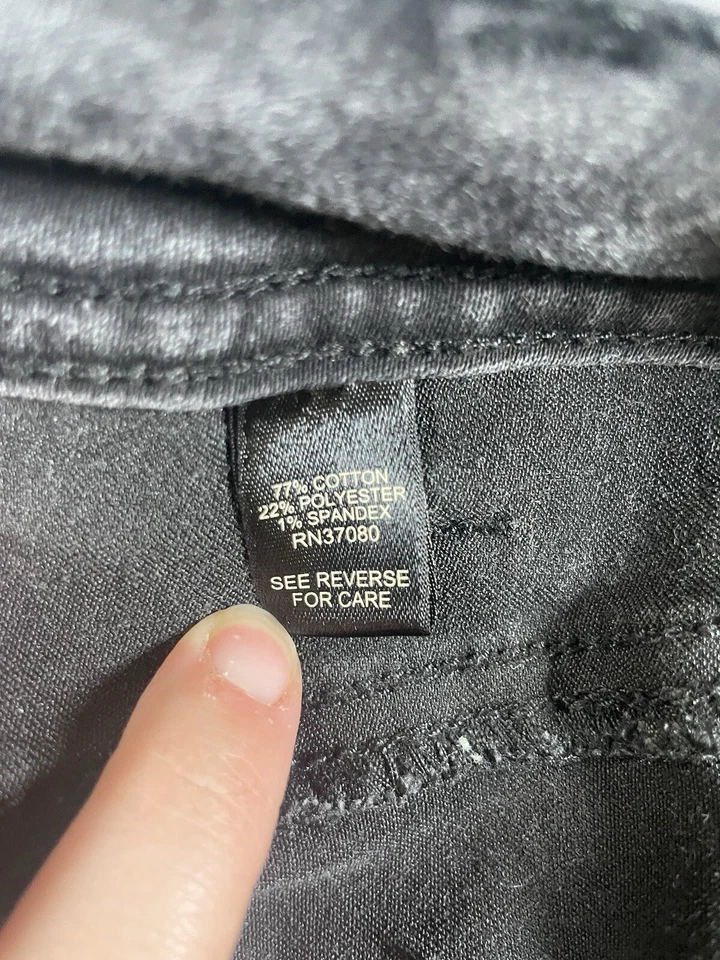 77% COTTON
22% POLYESTER
1% SPANDEX
RN37080
SEE REVERSE
FOR CARE